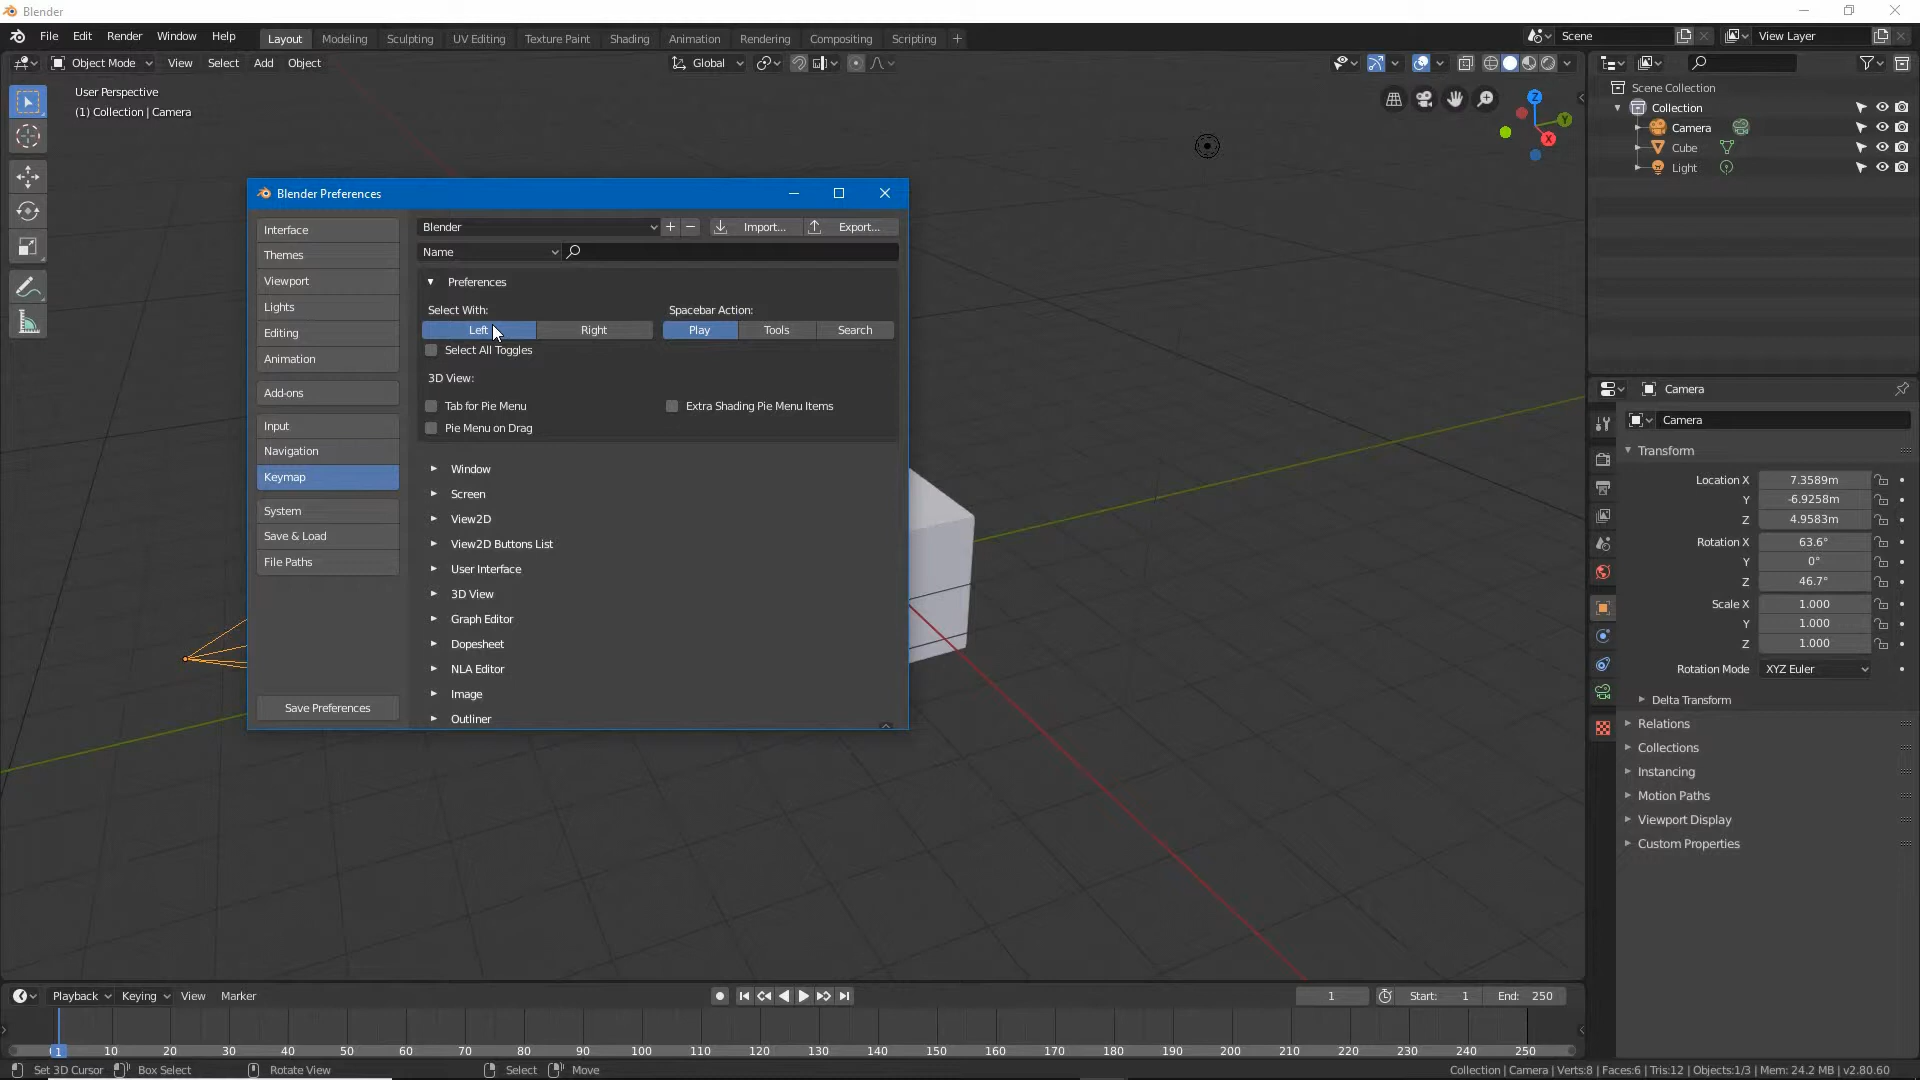 Blender
File Edit Render Window Help
Layout Modeling Sculpting UV Editing Texture Paint Shading Animation Rendering Compositing Scripting +
Scene
View Layer
Object Mode View Select Add Object
Global
User Perspective
(1) Collection | Camera
Z
Y
X
Scene Collection
Collection
Camera
Cube
Light
Blender Preferences
Interface
Themes
Viewport
Lights
Editing
Animation
Add-ons
Input
Navigation
Keymap
System
Save & Load
File Paths
Save Preferences
Blender + − Import... Export...
Name
Preferences
Select With: Spacebar Action:
Left Right Play Tools Search
Select All Toggles
3D View:
Tab for Pie Menu Extra Shading Pie Menu Items
Pie Menu on Drag
Window
Screen
View2D
View2D Buttons List
User Interface
3D View
Graph Editor
Dopesheet
NLA Editor
Image
Outliner
Camera
Camera
Transform
Location X 7.3589m
Y -6.9258m
Z 4.9583m
Rotation X 63.6°
Y 0°
Z 46.7°
Scale X 1.000
Y 1.000
Z 1.000
Rotation Mode XYZ Euler
Delta Transform
Relations
Collections
Instancing
Motion Paths
Viewport Display
Custom Properties
Playback Keying View Marker
1 Start: 1 End: 250
1 10 20 30 40 50 60 70 80 90 100 110 120 130 140 150 160 170 180 190 200 210 220 230 240 250
Set 3D Cursor Box Select Rotate View Select Move
Collection | Camera | Verts:8 | Faces:6 | Tris:12 | Objects:1/3 | Mem: 24.2 MB | v2.80.60